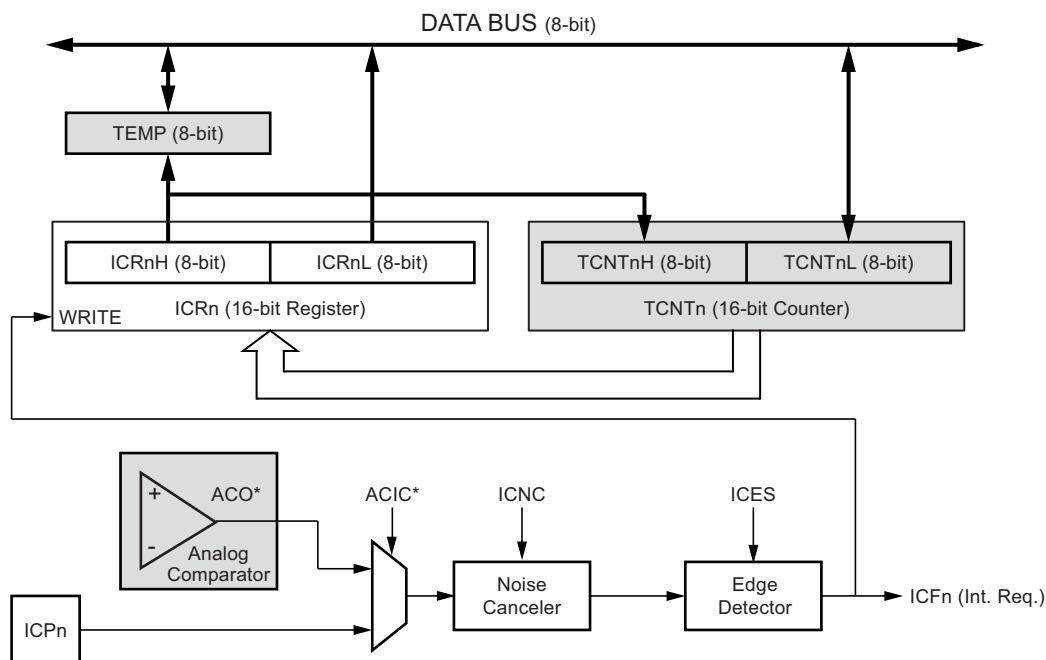 DATA BUS (8-bit)
TEMP (8-bit)
ICRnH (8-bit)
ICRnL (8-bit)
TCNTnH (8-bit)
TCNTnL (8-bit)
WRITE
ICRn (16-bit Register)
TCNTn (16-bit Counter)
+
-
ACO*
Analog
Comparator
ACIC*
ICNC
ICES
Noise
Canceler
Edge
Detector
ICFn (Int. Req.)
ICPn